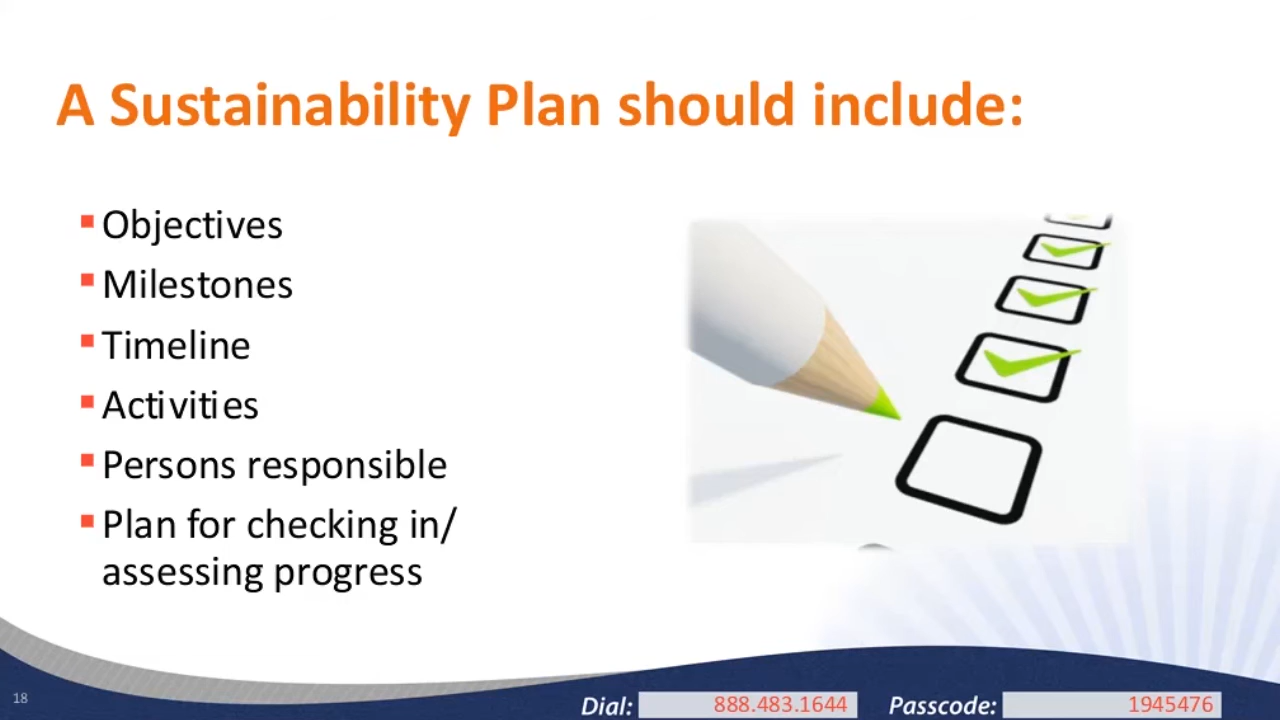 A Sustainability Plan should include:
Objectives
Milestones
Timeline
Activities
Persons responsible
Plan for checking in/
assessing progress
18
Dial: 888.483.1644 Passcode: 1945476